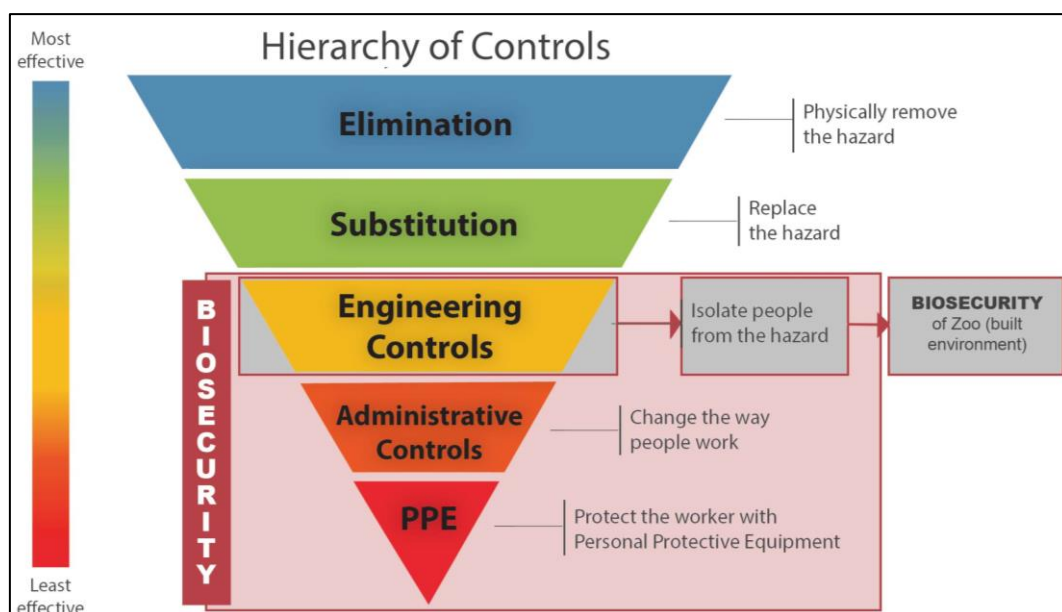 Hierarchy of Controls
Most
effective
Elimination
Physically remove
the hazard
Substitution
Replace
the hazard
BIOSECURITY
Engineering
Controls
Isolate people
from the hazard
BIOSECURITY
of Zoo (built
environment)
Administrative
Controls
Change the way
people work
PPE
Protect the worker with
Personal Protective Equipment
Least
effective